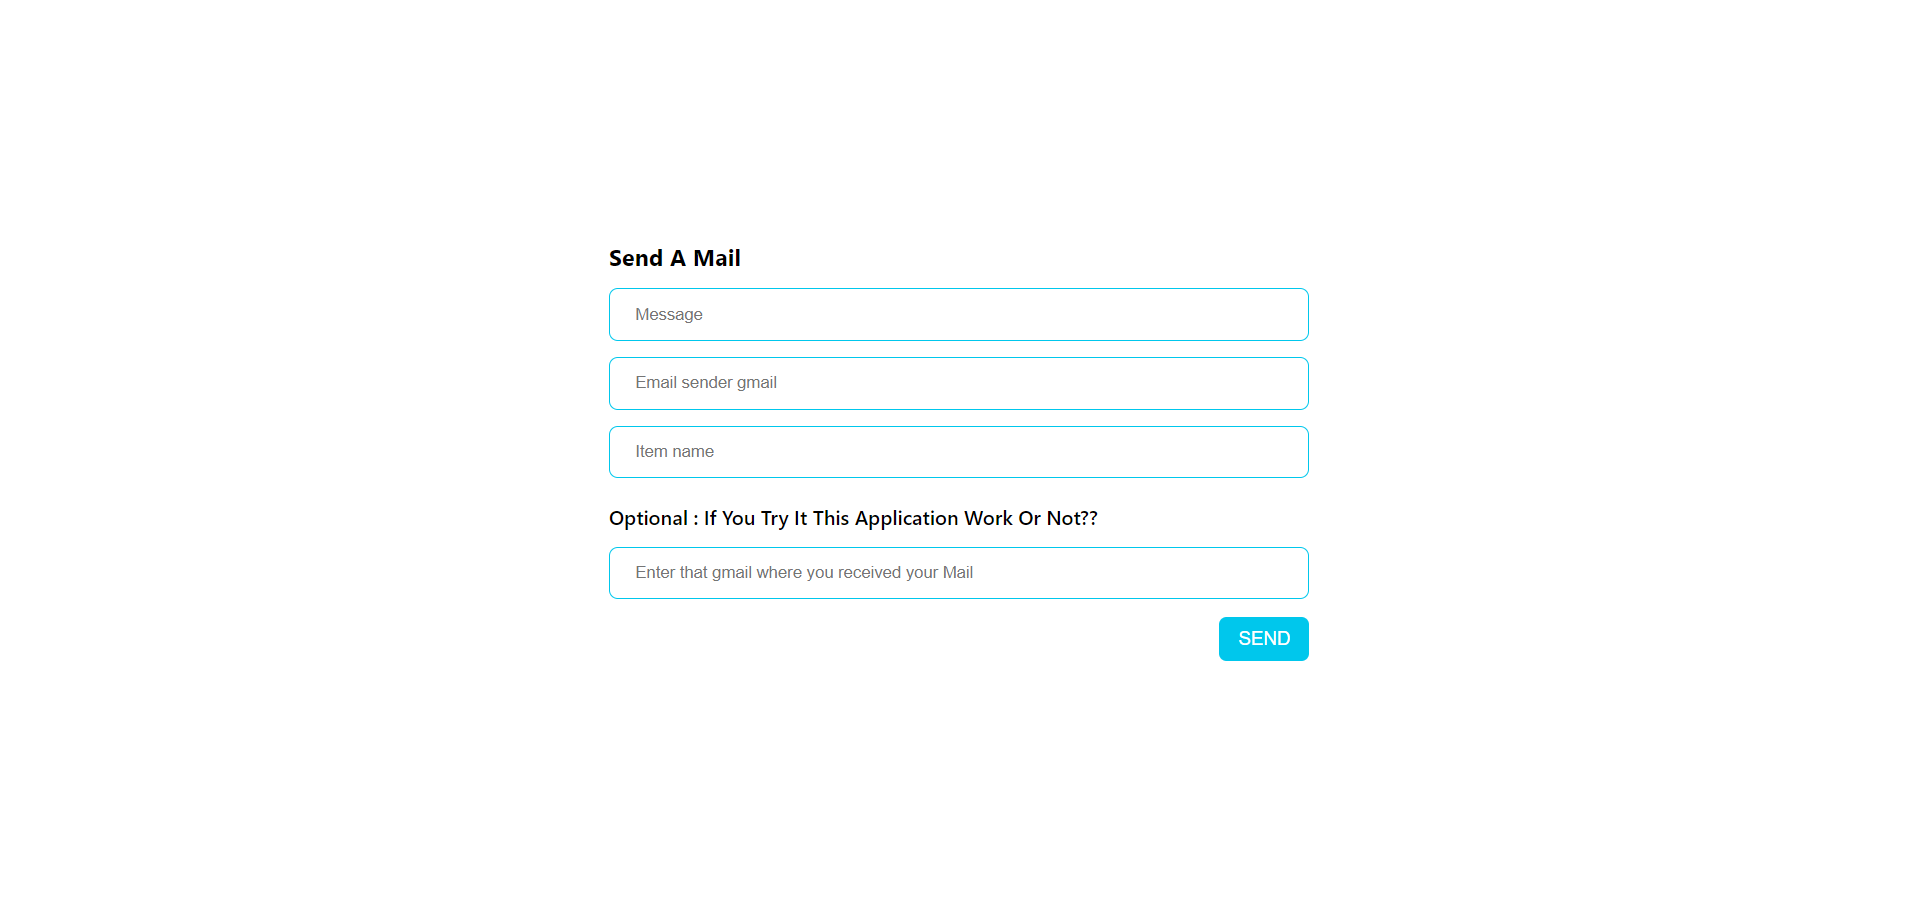 Send A Mail
Message
Email sender gmail
Item name
Optional : If You Try It This Application Work Or Not??
Enter that gmail where you received your Mail
SEND